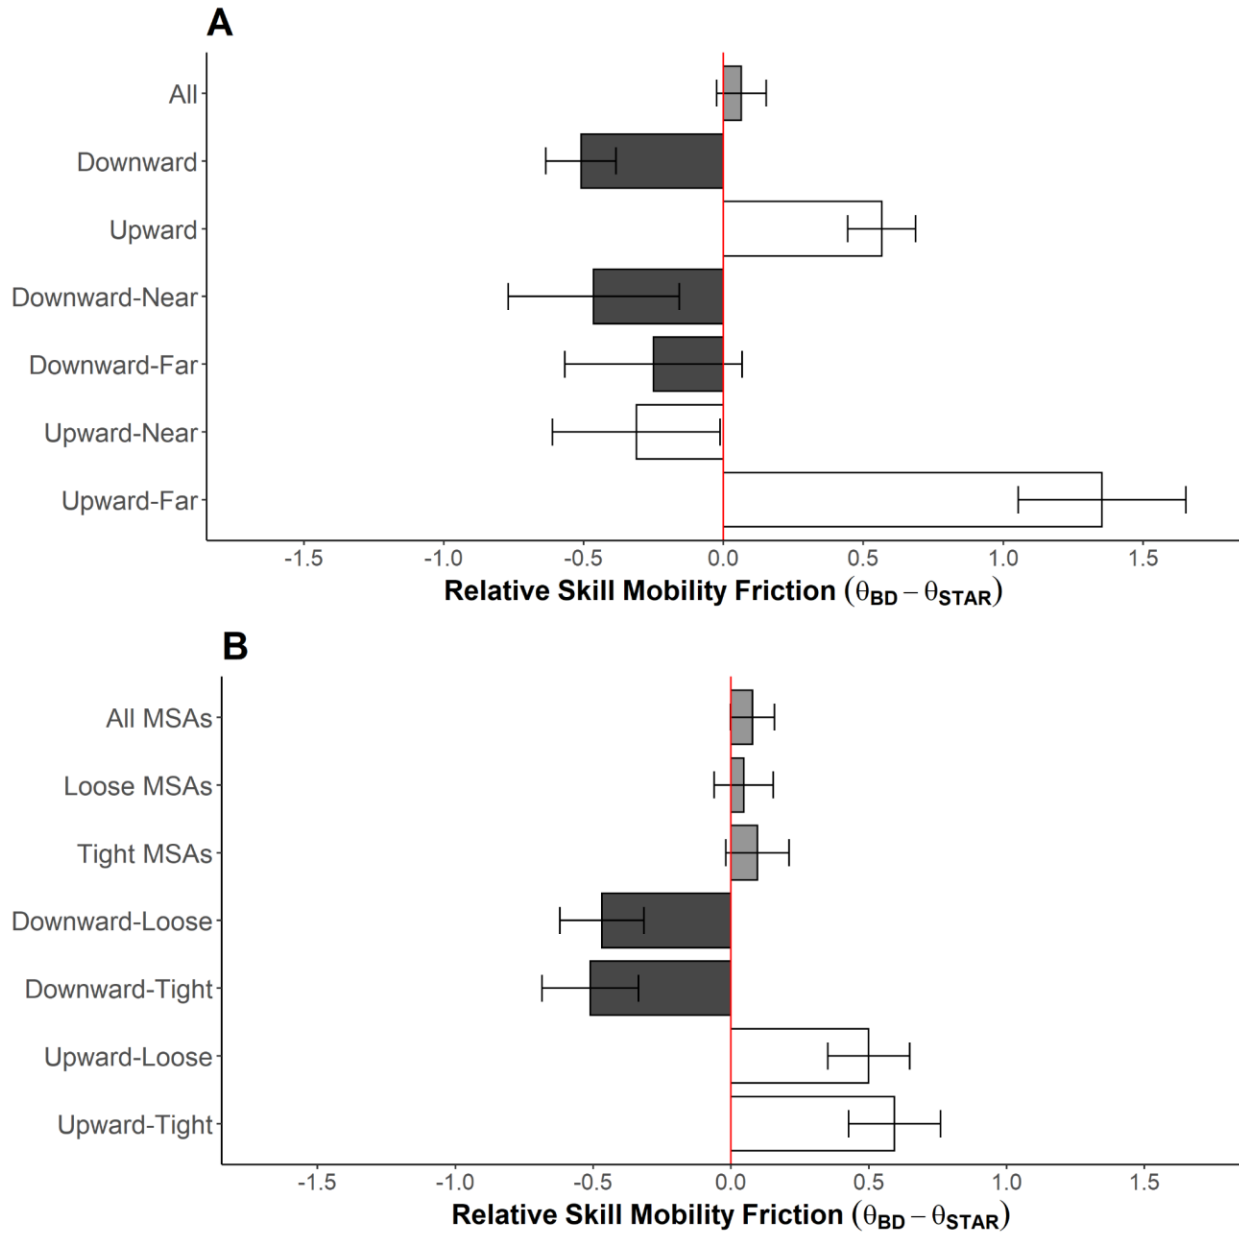 A
All
Downward
Upward
Downward-Near
Downward-Far
Upward-Near
Upward-Far
-1.5 -1.0 -0.5 0.0 0.5 1.0 1.5
Relative Skill Mobility Friction (θBD – θSTAR)
B
All MSAs
Loose MSAs
Tight MSAs
Downward-Loose
Downward-Tight
Upward-Loose
Upward-Tight
-1.5 -1.0 -0.5 0.0 0.5 1.0 1.5
Relative Skill Mobility Friction (θBD – θSTAR)